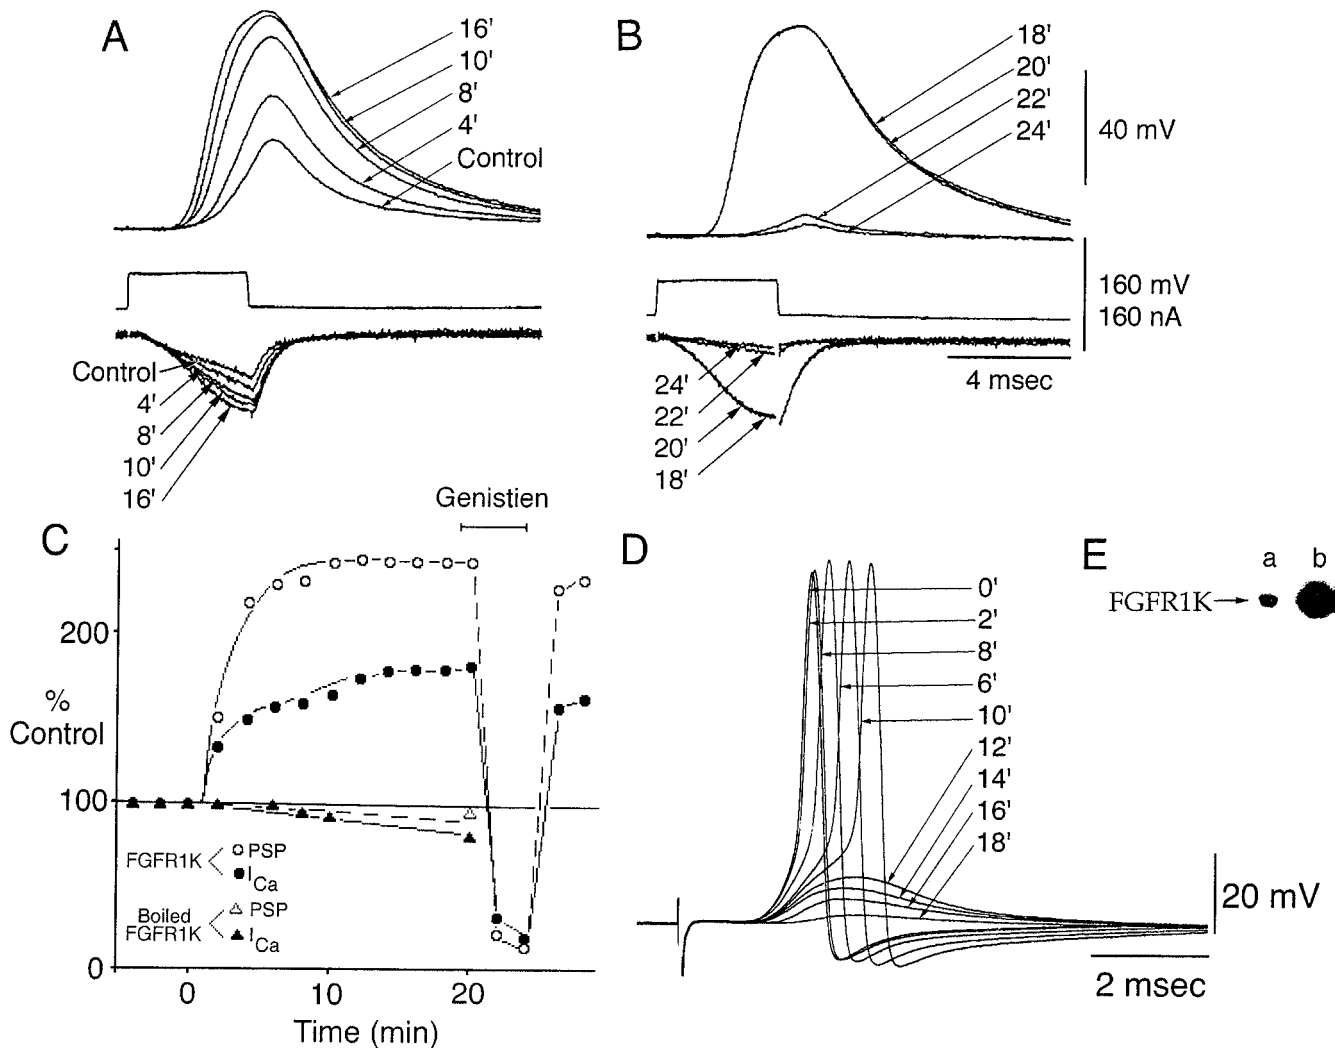 A
16'
10'
8'
4'
Control
Control
4'
8'
10'
16'
B
18'
20'
22'
24'
40 mV
160 mV
160 nA
24'
22'
20'
18'
4 msec
C
Genistien
200
%
Control
100
0
FGFR1K
PSP
I Ca
Boiled
FGFR1K
PSP
I Ca
0 10 20
Time (min)
D
0'
2'
8'
6'
10'
12'
14'
16'
18'
20 mV
2 msec
E
a b
FGFR1K